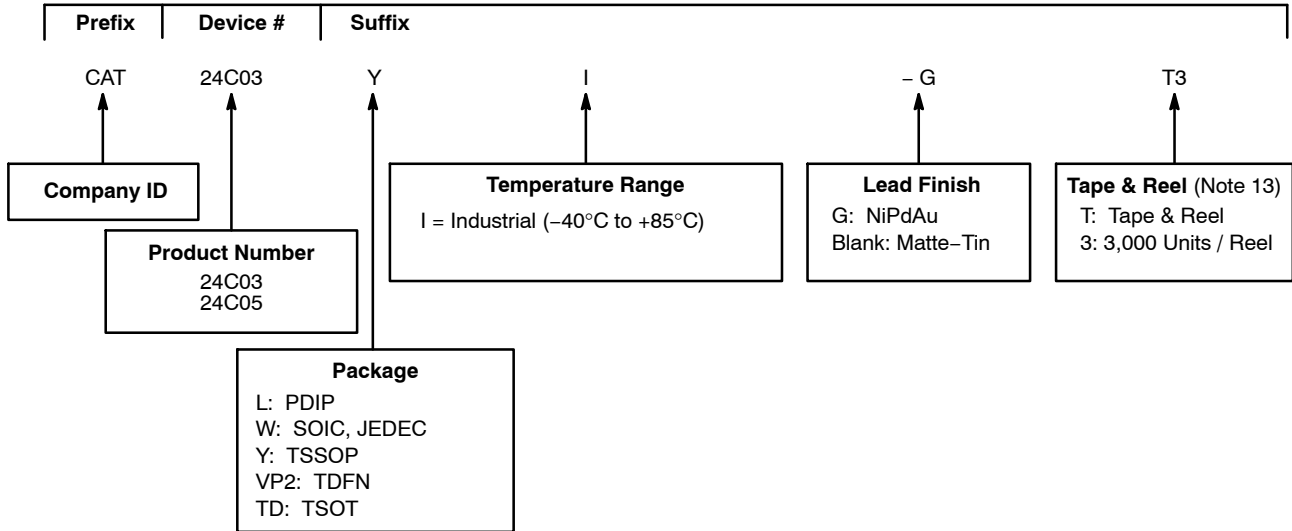 Prefix Device # Suffix
CAT 24C03 Y I – G T3
Company ID
Product Number
24C03
24C05
Package
L: PDIP
W: SOIC, JEDEC
Y: TSSOP
VP2: TDFN
TD: TSOT
Temperature Range
I = Industrial (−40°C to +85°C)
Lead Finish
G: NiPdAu
Blank: Matte−Tin
Tape & Reel (Note 13)
T: Tape & Reel
3: 3,000 Units / Reel